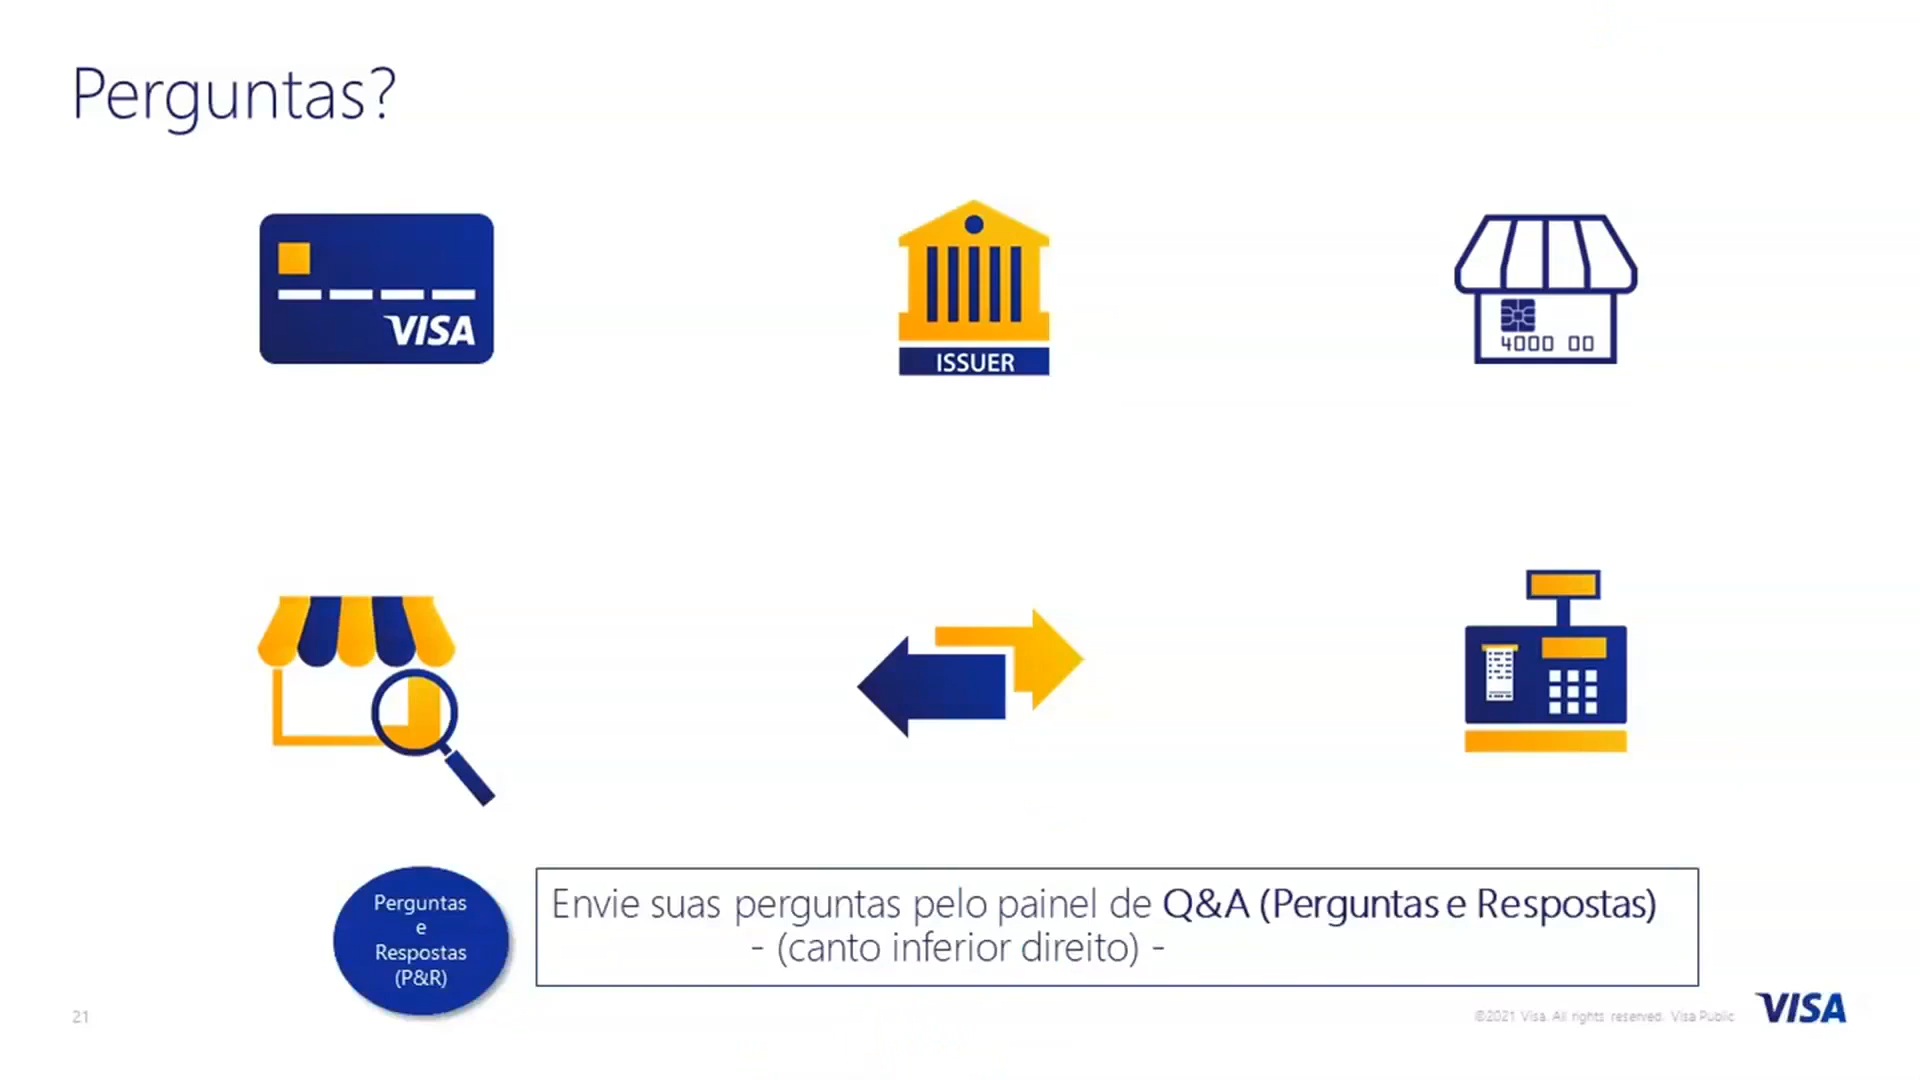 Perguntas?
VISA
ISSUER
4000 00
Perguntas
e
Respostas
(P&R)
Envie suas perguntas pelo painel de Q&A (Perguntas e Respostas)
- (canto inferior direito) -
21
©2021 Visa. All rights reserved. Visa Public
VISA